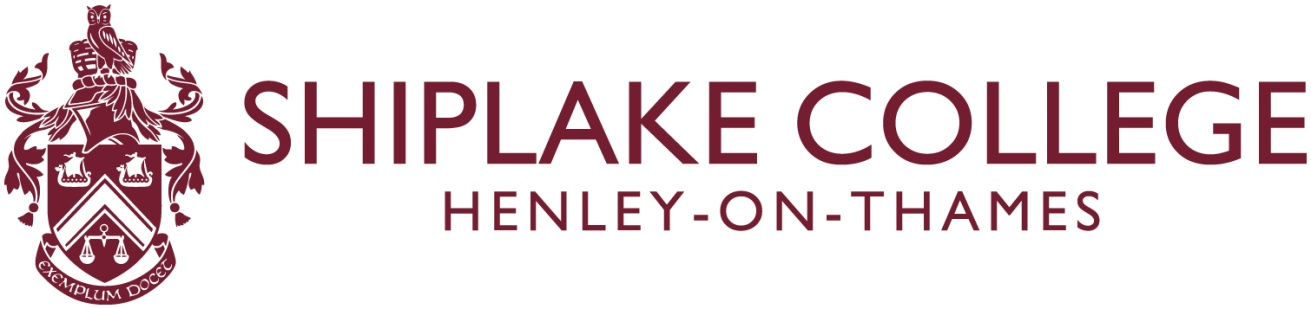 SHIPLAKE COLLEGE
HENLEY-ON-THAMES
EXEMPLUM DOCET